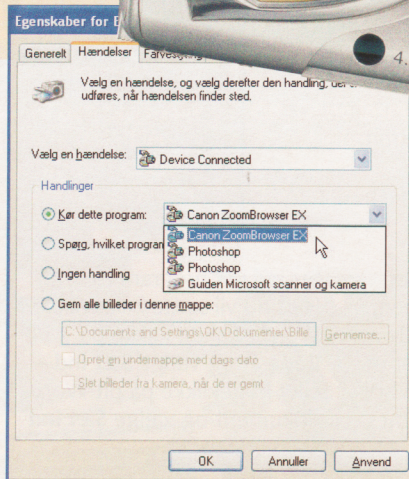 Egenskaber for
4.
Generelt Hændelser
Vælg en hændelse, og vælg derefter den handling,
udføres, når hændelsen finder sted.
Vælg en hændelse: Device Connected
Handlinger
Kør dette program: Canon ZoomBrowser EX
Canon ZoomBrowser EX
Spørg, hvilket program Photoshop
Photoshop
Ingen handling Guiden Microsoft scanner og kamera
Gem alle billeder i denne mappe:
C:\Documents and Settings\OK\Dokumenter\Bille Gennemse...
Opret en undermappe med dags dato
Slet billeder fra kamera, når de er gemt
OK Annuller Anvend